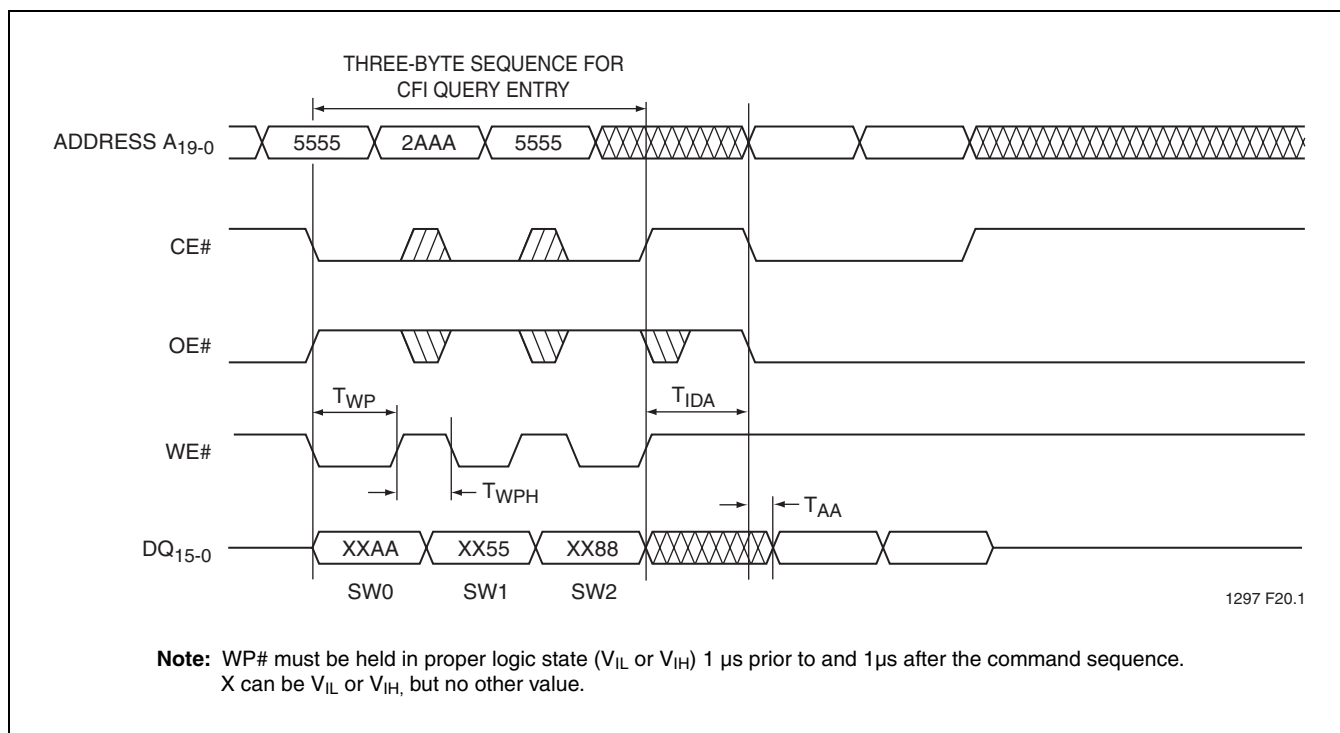 THREE-BYTE SEQUENCE FOR
CFI QUERY ENTRY
ADDRESS A19-0
5555 2AAA 5555
CE#
OE#
TWP TIDA
WE#
TWPH
TAA
DQ15-0
XXAA XX55 XX88
SW0 SW1 SW2
1297 F20.1
Note: WP# must be held in proper logic state (VIL or VIH) 1 µs prior to and 1µs after the command sequence.
X can be VIL or VIH, but no other value.